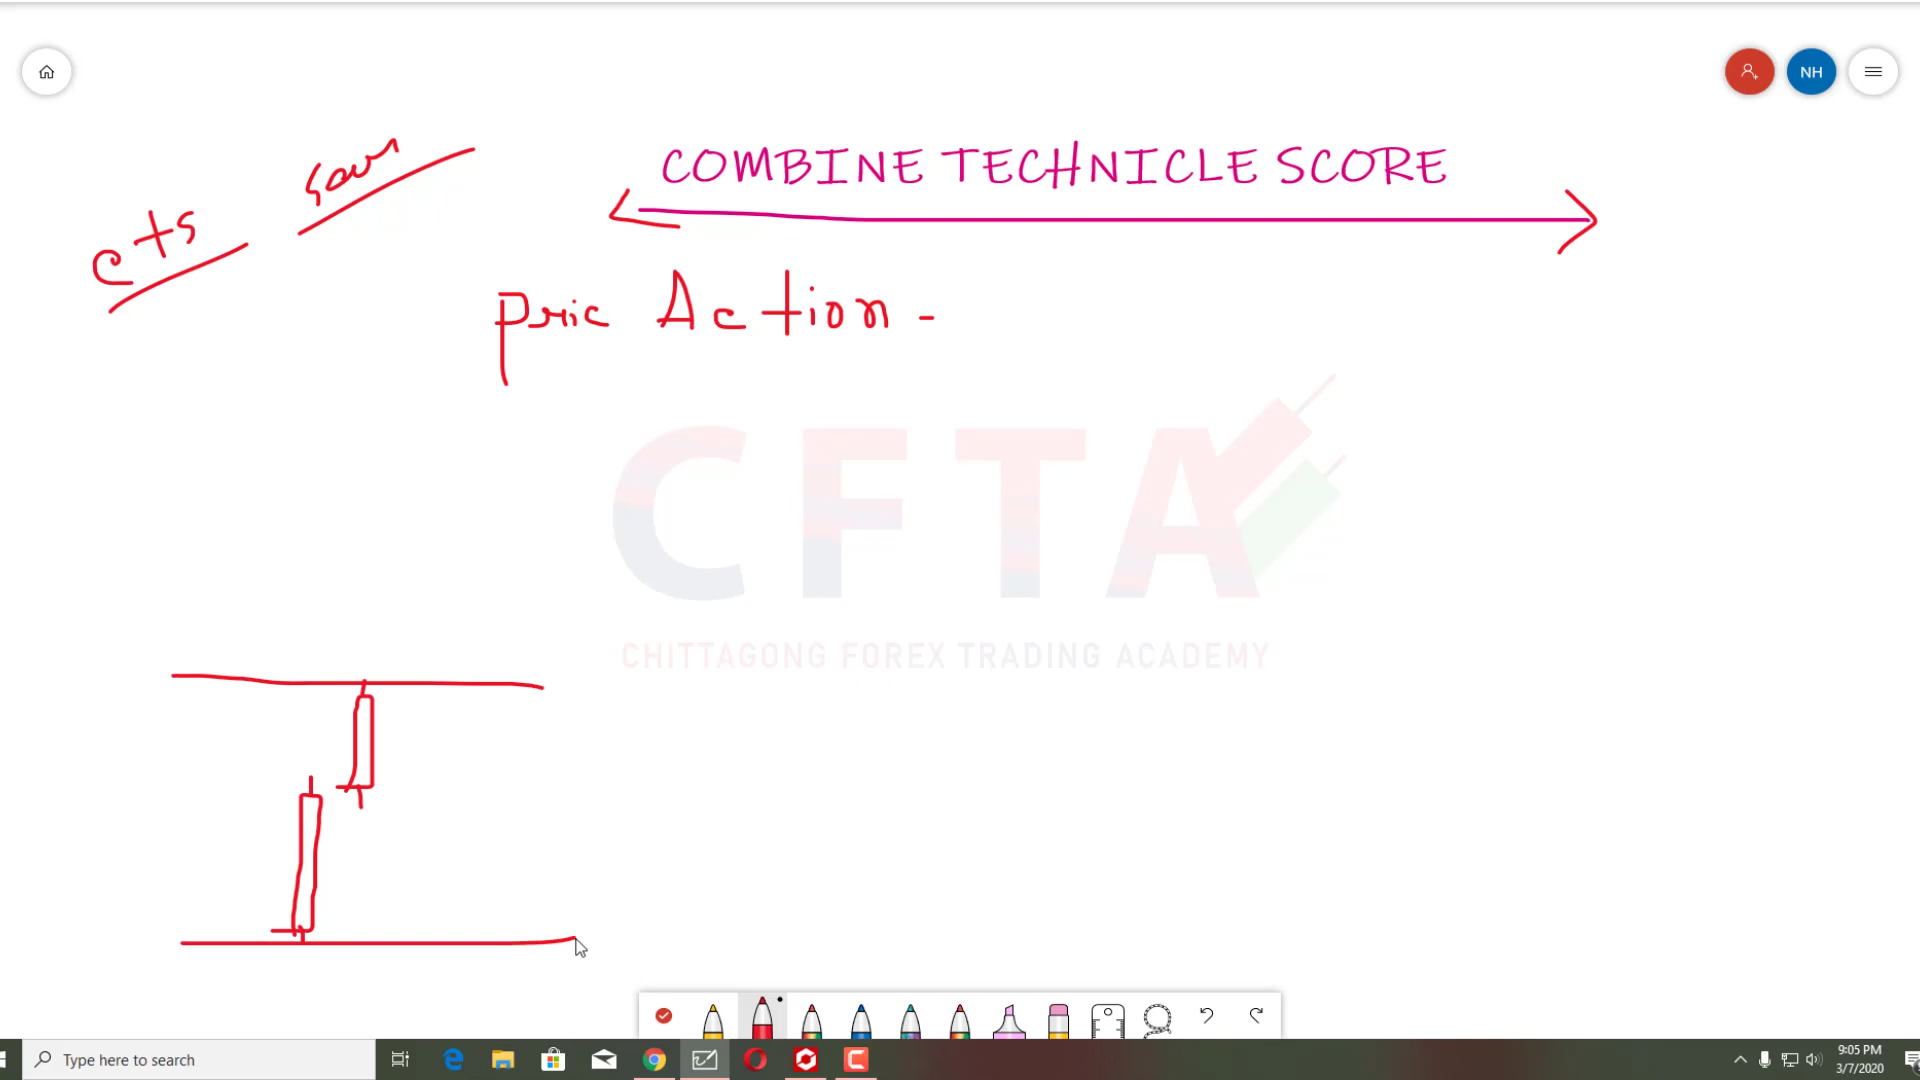 NH
COMBINE TECHNICLE SCORE
cts
Pric Action -
CFTA
CHITTAGONG FOREX TRADING ACADEMY
Type here to search
9:05 PM
3/7/2020